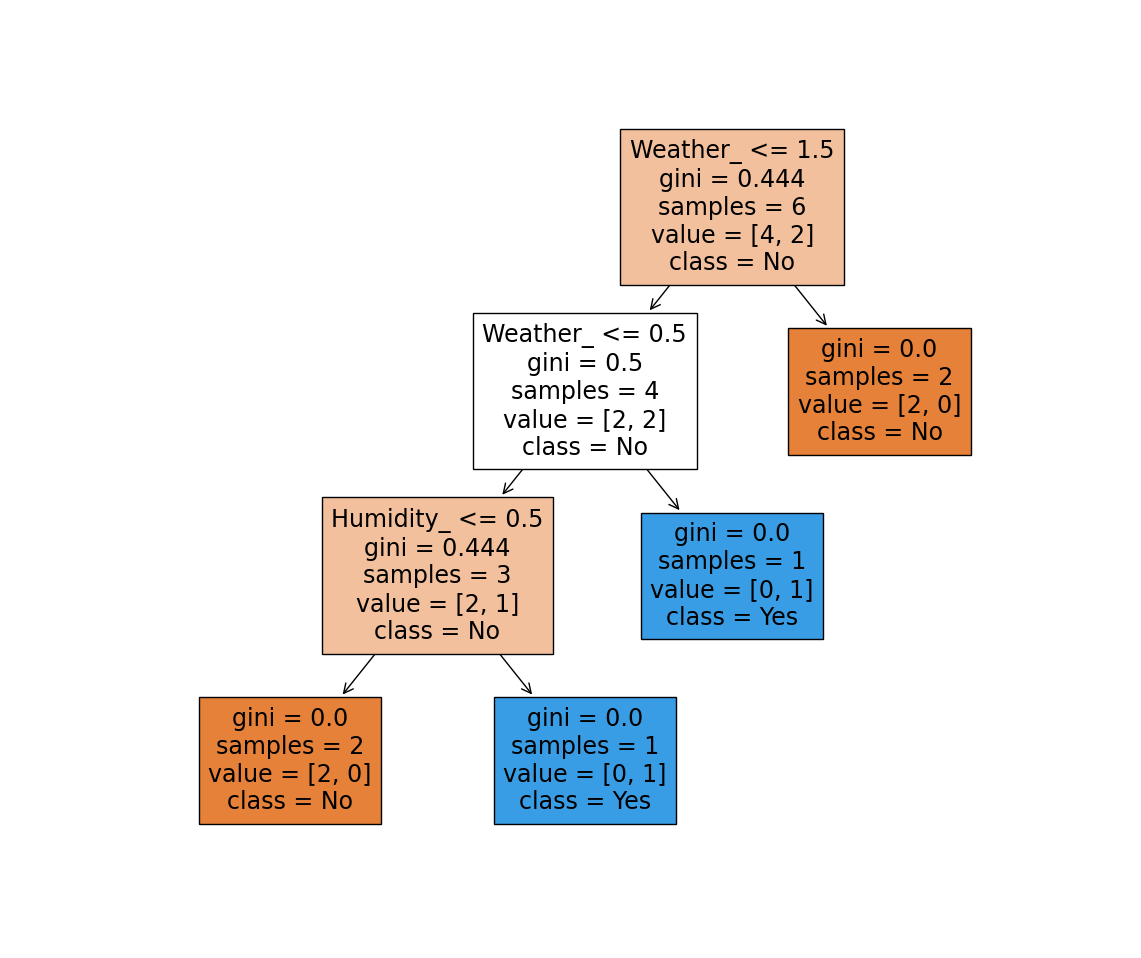 Weather_ <= 1.5
gini = 0.444
samples = 6
value = [4, 2]
class = No
Weather_ <= 0.5
gini = 0.5
samples = 4
value = [2, 2]
class = No
gini = 0.0
samples = 2
value = [2, 0]
class = No
Humidity_ <= 0.5
gini = 0.444
samples = 3
value = [2, 1]
class = No
gini = 0.0
samples = 1
value = [0, 1]
class = Yes
gini = 0.0
samples = 2
value = [2, 0]
class = No
gini = 0.0
samples = 1
value = [0, 1]
class = Yes